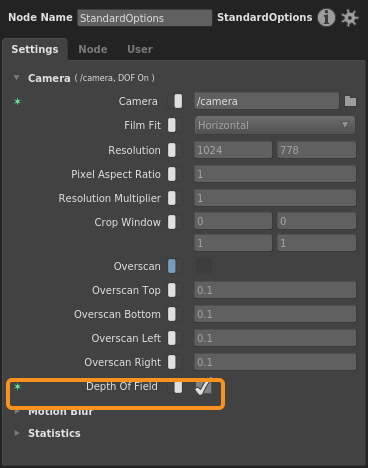 Node Name StandardOptions StandardOptions
Settings Node User
Camera ( /camera, DOF On )
Camera /camera
Film Fit Horizontal
Resolution 1024 778
Pixel Aspect Ratio 1
Resolution Multiplier 1
Crop Window 0 0
1 1
Overscan
Overscan Top 0.1
Overscan Bottom 0.1
Overscan Left 0.1
Overscan Right 0.1
Depth Of Field
Motion Blur
Statistics